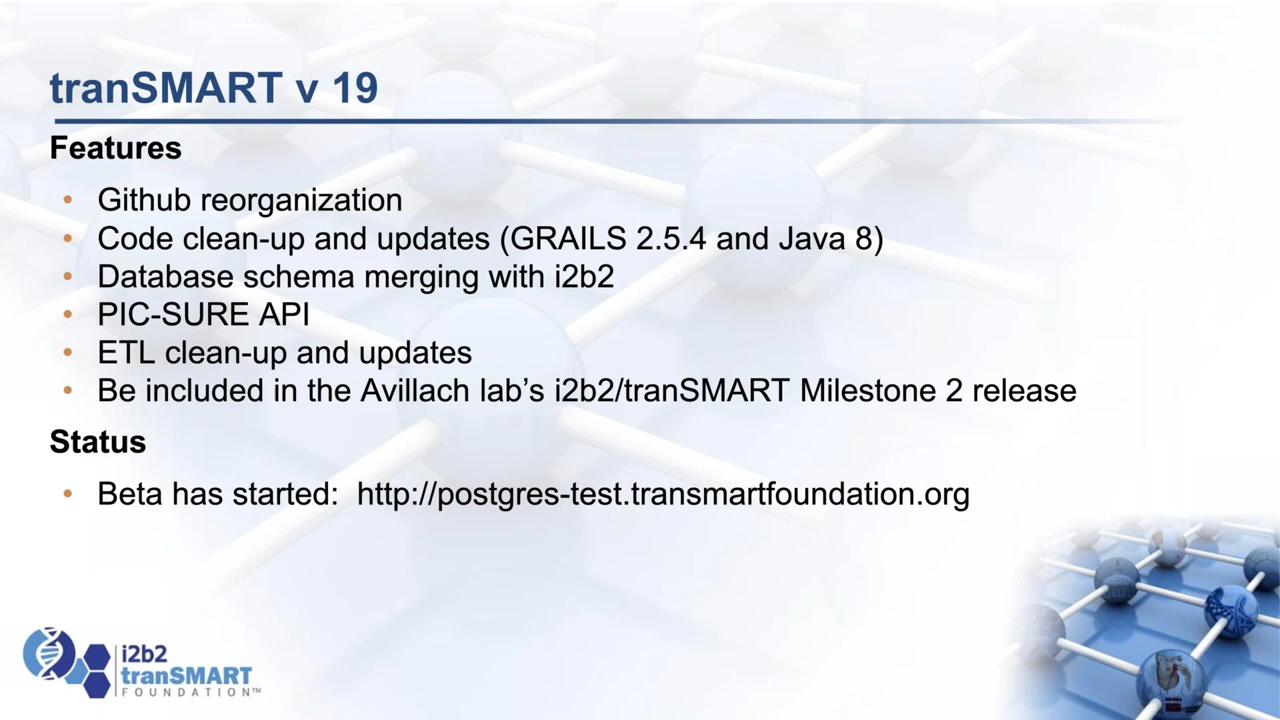 tranSMART v 19
Features
• Github reorganization
• Code clean-up and updates (GRAILS 2.5.4 and Java 8)
• Database schema merging with i2b2
• PIC-SURE API
• ETL clean-up and updates
• Be included in the Avillach lab’s i2b2/tranSMART Milestone 2 release
Status
• Beta has started:  http://postgres-test.transmartfoundation.org
i2b2
tranSMART
FOUNDATION™